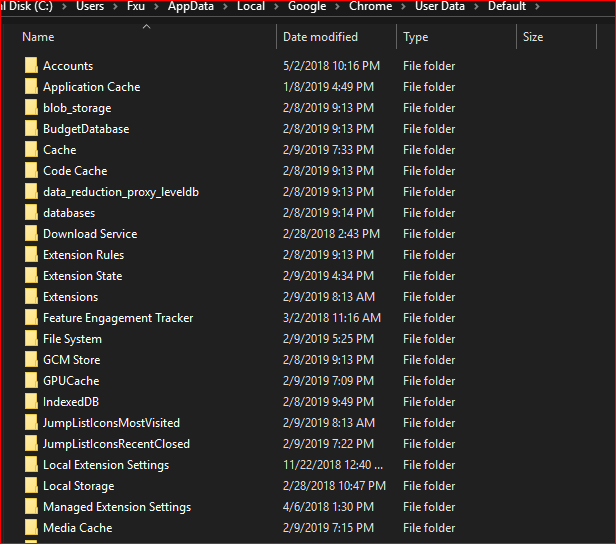 l Disk (C:) > Users > Fxu > AppData > Local > Google > Chrome > User Data > Default >
Name Date modified Type Size
Accounts 5/2/2018 10:16 PM File folder
Application Cache 1/8/2019 4:49 PM File folder
blob_storage 2/8/2019 9:13 PM File folder
BudgetDatabase 2/8/2019 9:13 PM File folder
Cache 2/9/2019 7:33 PM File folder
Code Cache 2/8/2019 9:13 PM File folder
data_reduction_proxy_leveldb 2/8/2019 9:13 PM File folder
databases 2/8/2019 9:14 PM File folder
Download Service 2/28/2018 2:43 PM File folder
Extension Rules 2/8/2019 9:13 PM File folder
Extension State 2/9/2019 4:34 PM File folder
Extensions 2/9/2019 8:13 AM File folder
Feature Engagement Tracker 3/2/2018 11:16 AM File folder
File System 2/9/2019 5:25 PM File folder
GCM Store 2/8/2019 9:13 PM File folder
GPUCache 2/9/2019 7:09 PM File folder
IndexedDB 2/8/2019 9:49 PM File folder
JumpListIconsMostVisited 2/9/2019 8:13 AM File folder
JumpListIconsRecentClosed 2/9/2019 7:22 PM File folder
Local Extension Settings 11/22/2018 12:40 ... File folder
Local Storage 2/28/2018 10:47 PM File folder
Managed Extension Settings 4/6/2018 1:30 PM File folder
Media Cache 2/9/2019 7:15 PM File folder